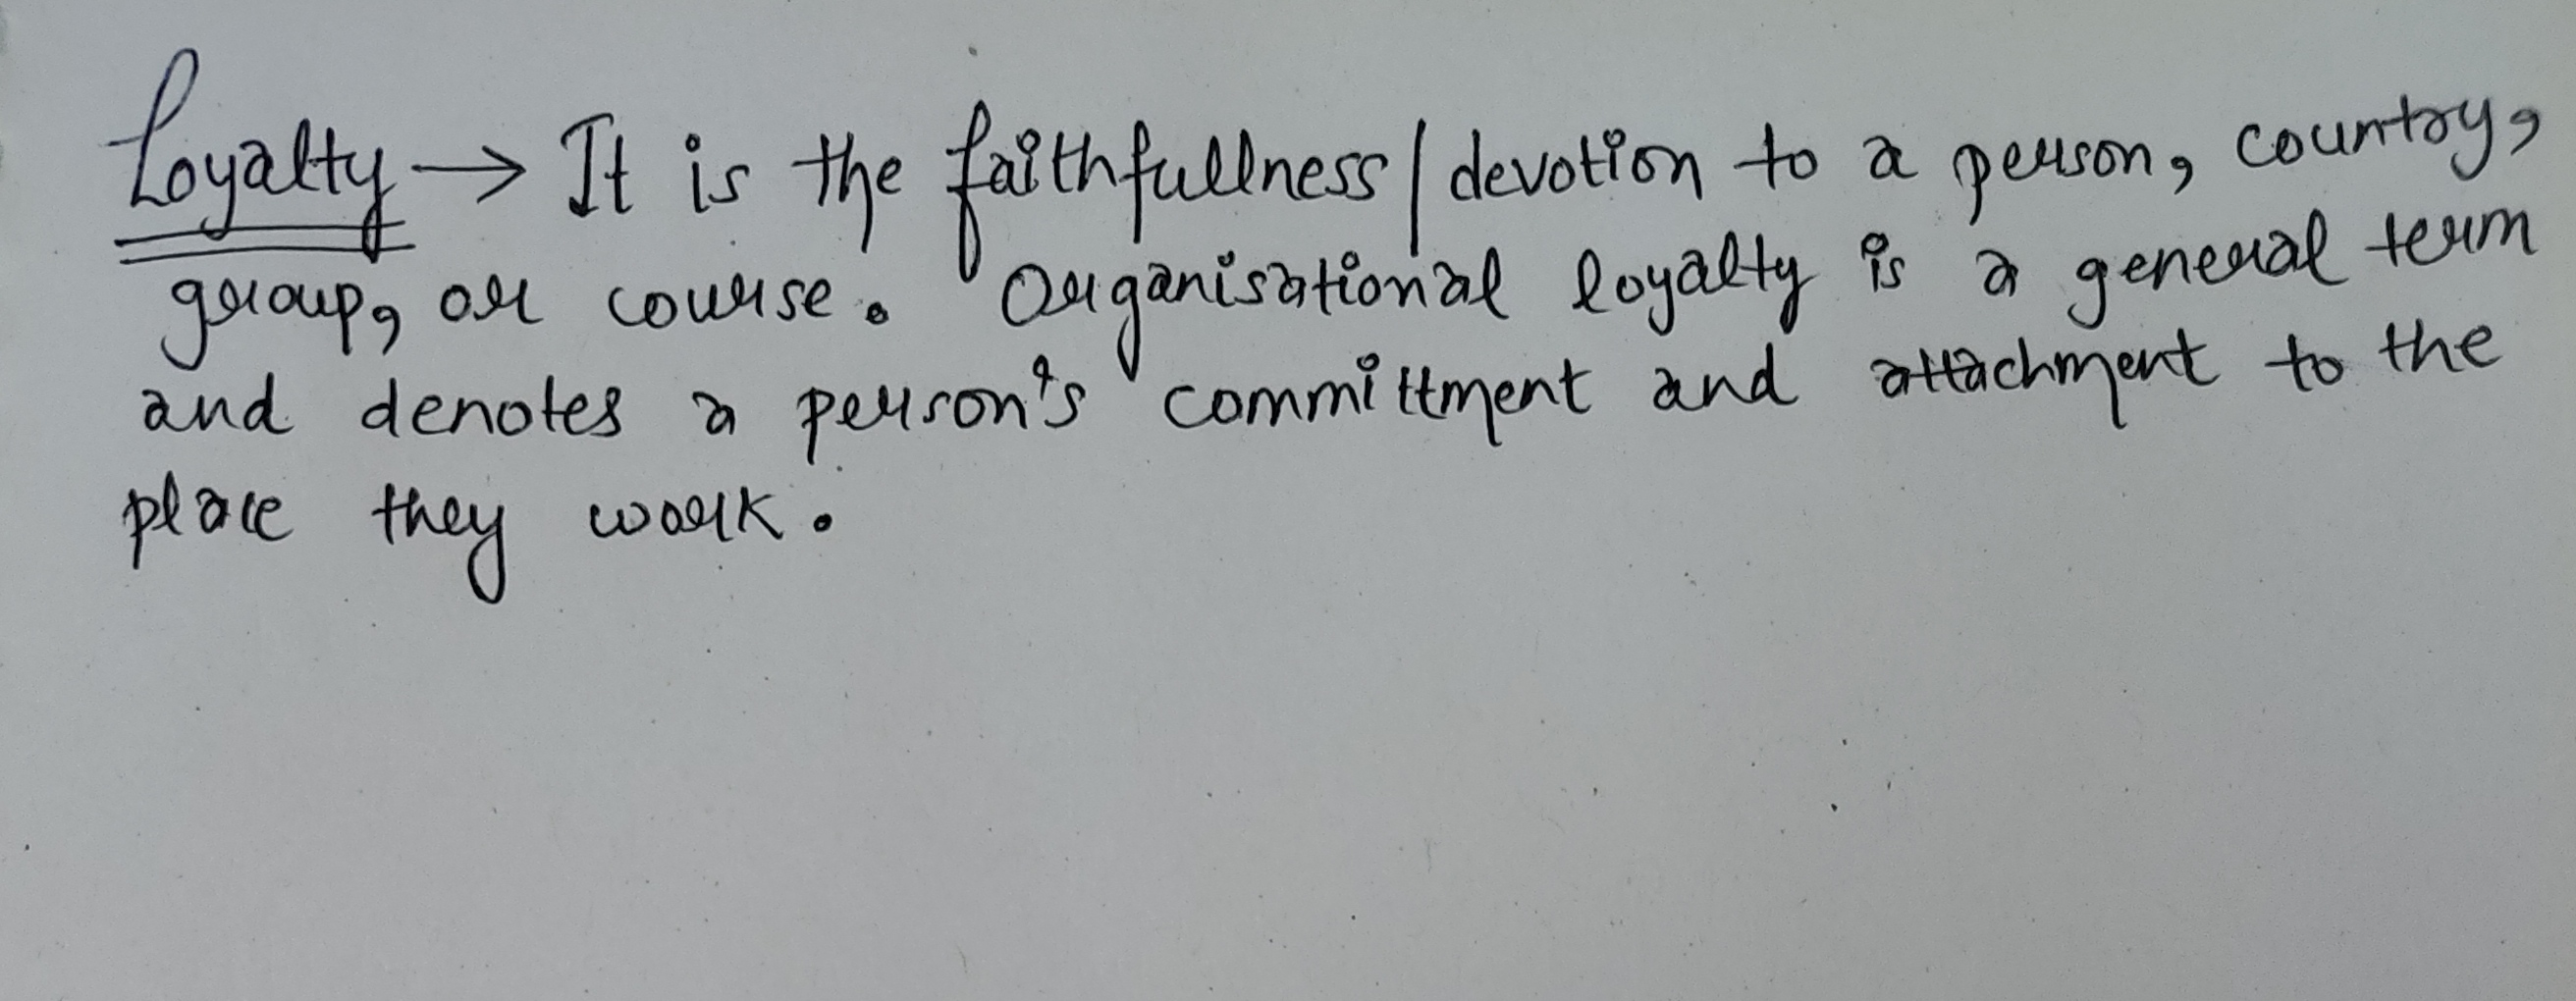 Loyalty → It is the faithfullness/devotion to a person, country,
group, or course. Organisational loyalty is a general term
and denotes a person's committment and attachment to the
place they work.